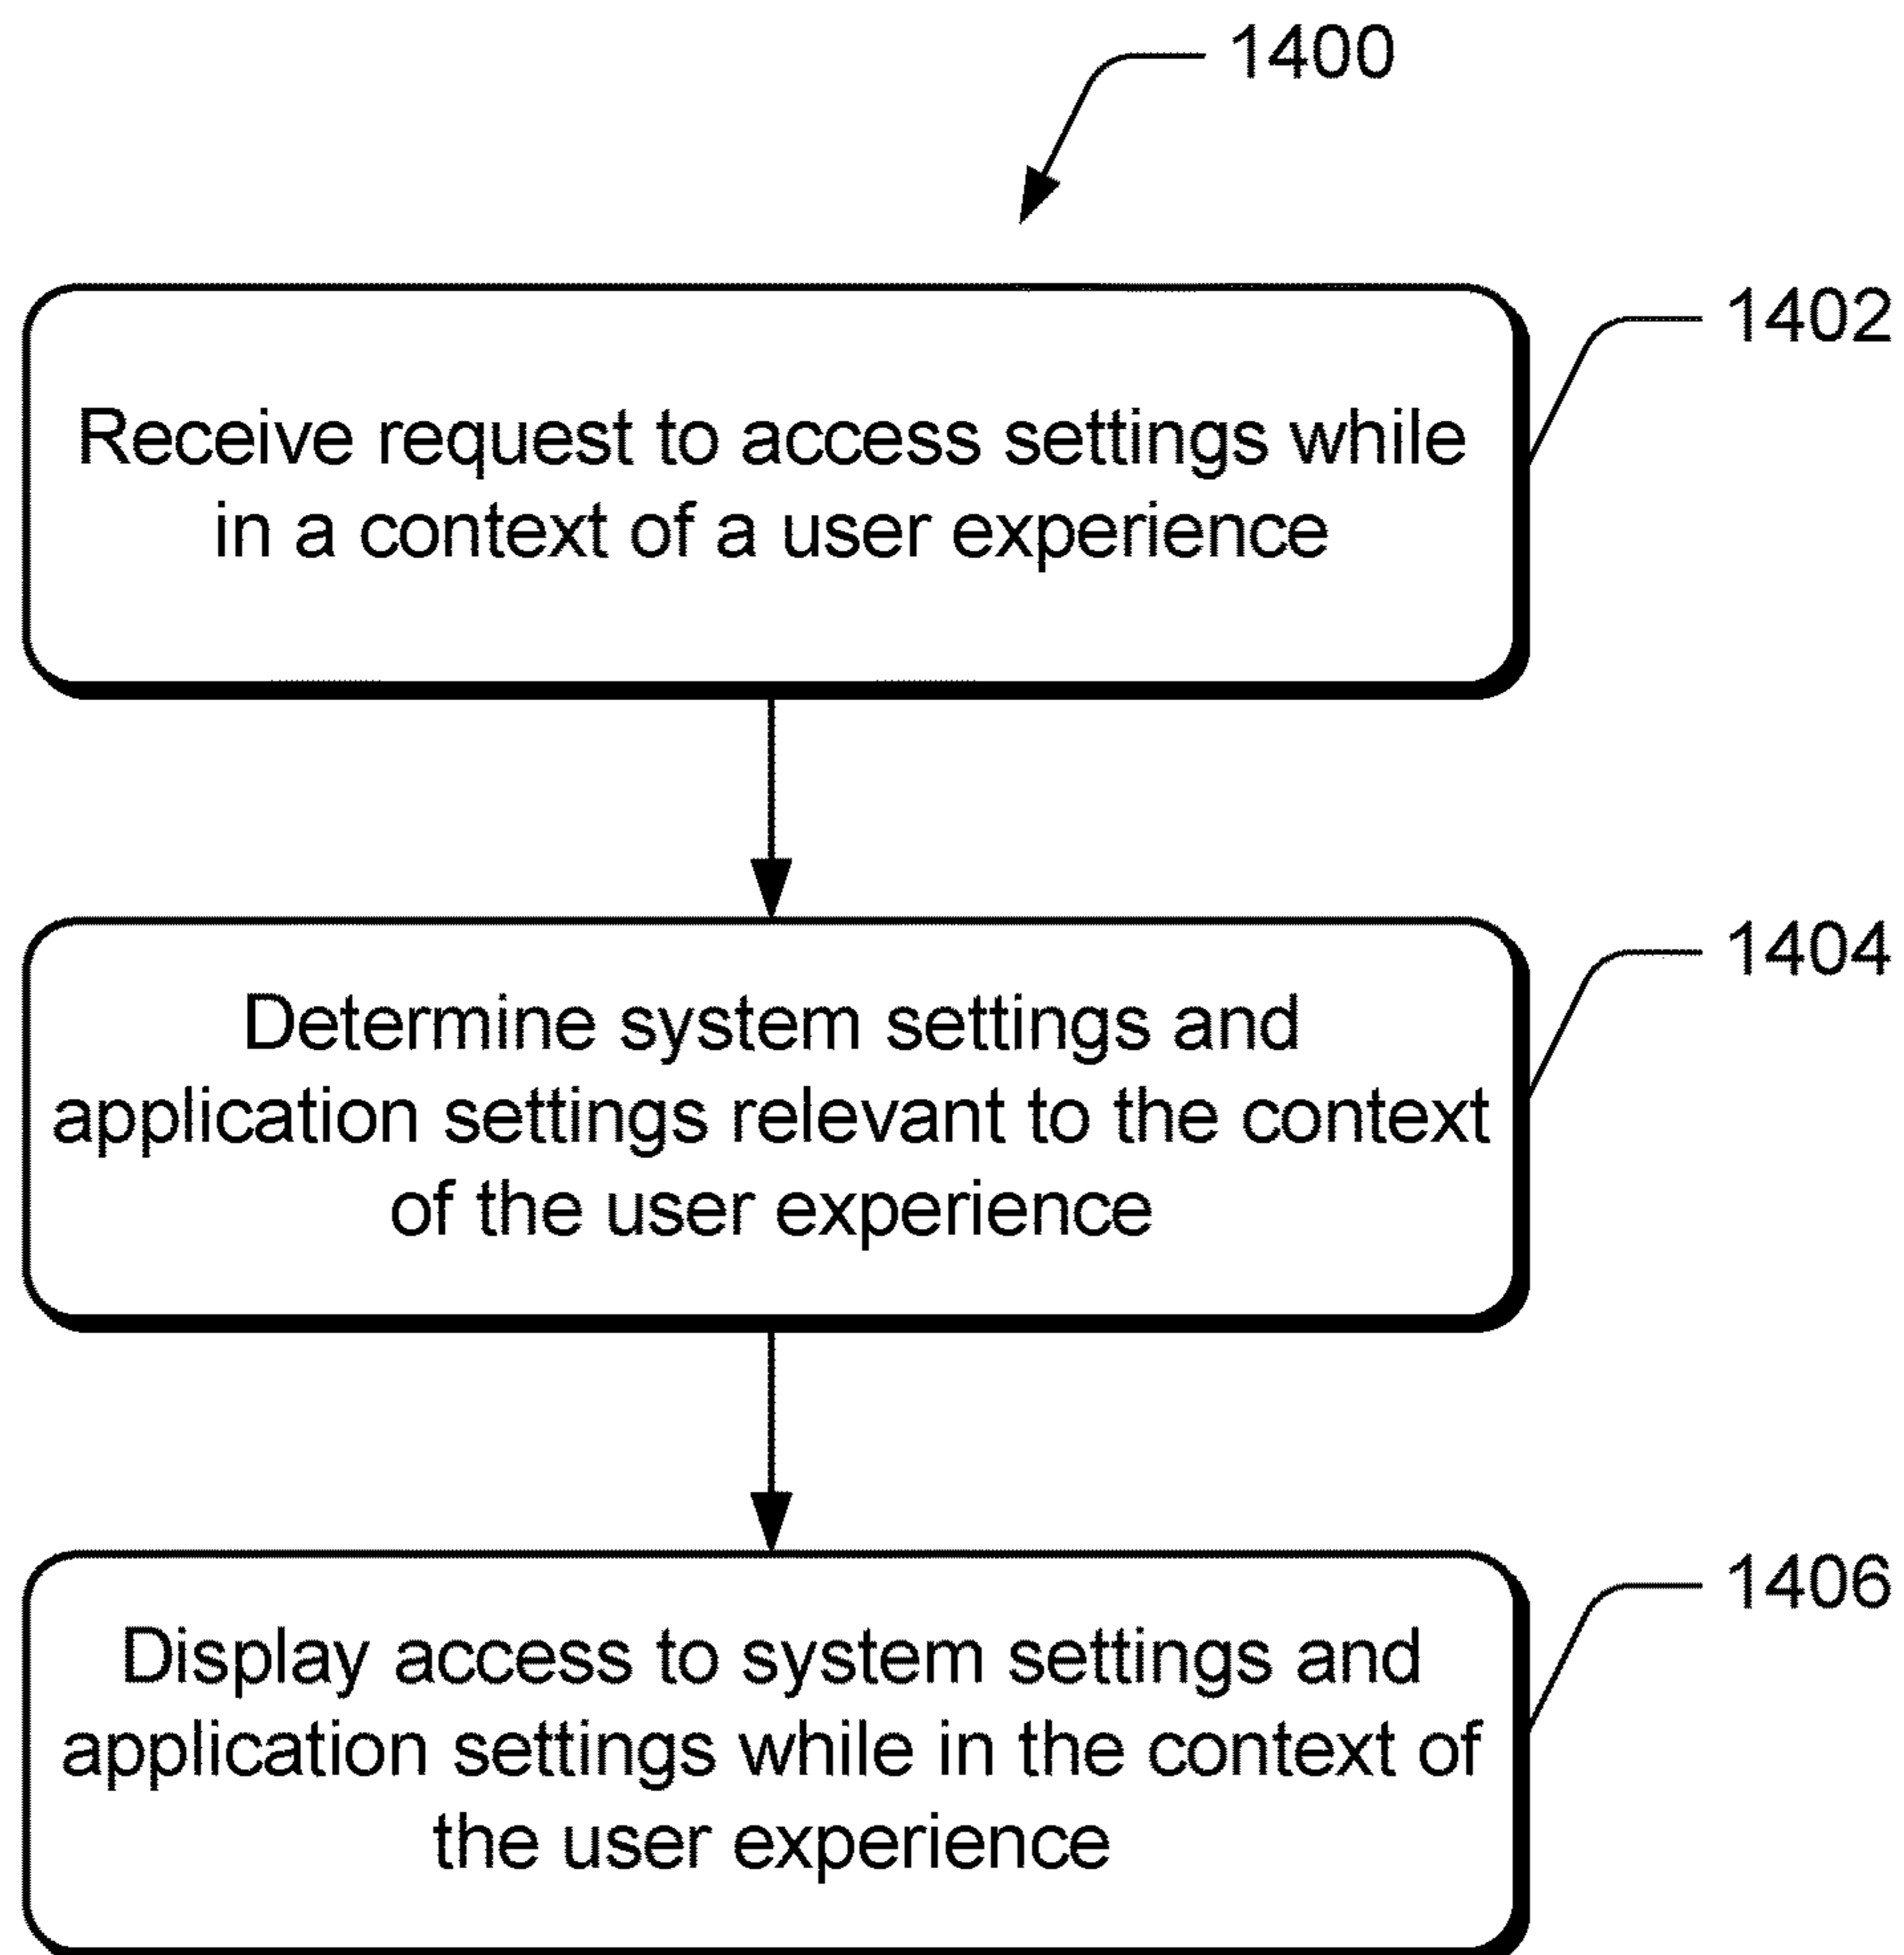 1400
1402
Receive request to access settings while
in a context of a user experience
1404
Determine system settings and
application settings relevant to the context
of the user experience
1406
Display access to system settings and
application settings while in the context of
the user experience